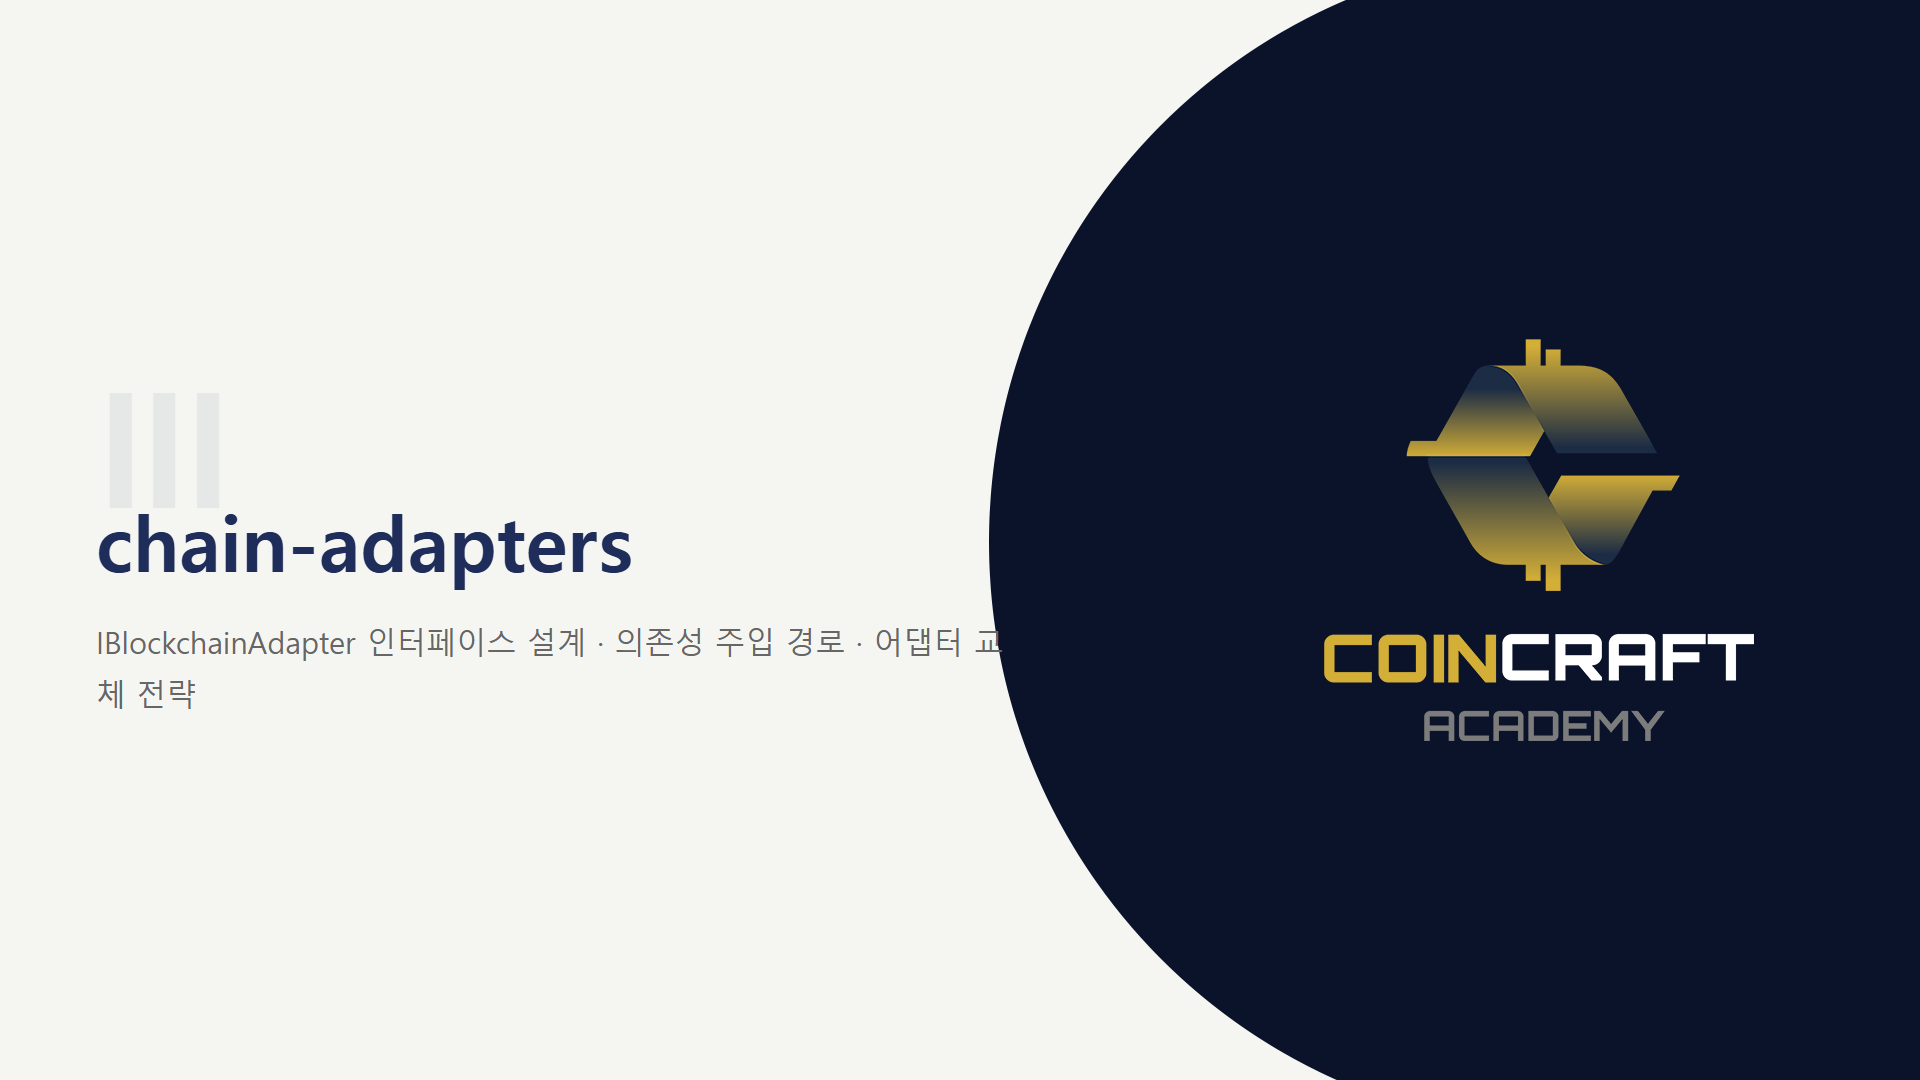 III
chain-adapters
IBlockchainAdapter 인터페이스 설계 · 의존성 주입 경로 · 어댑터 교
체 전략
COINCRAFT
ACADEMY